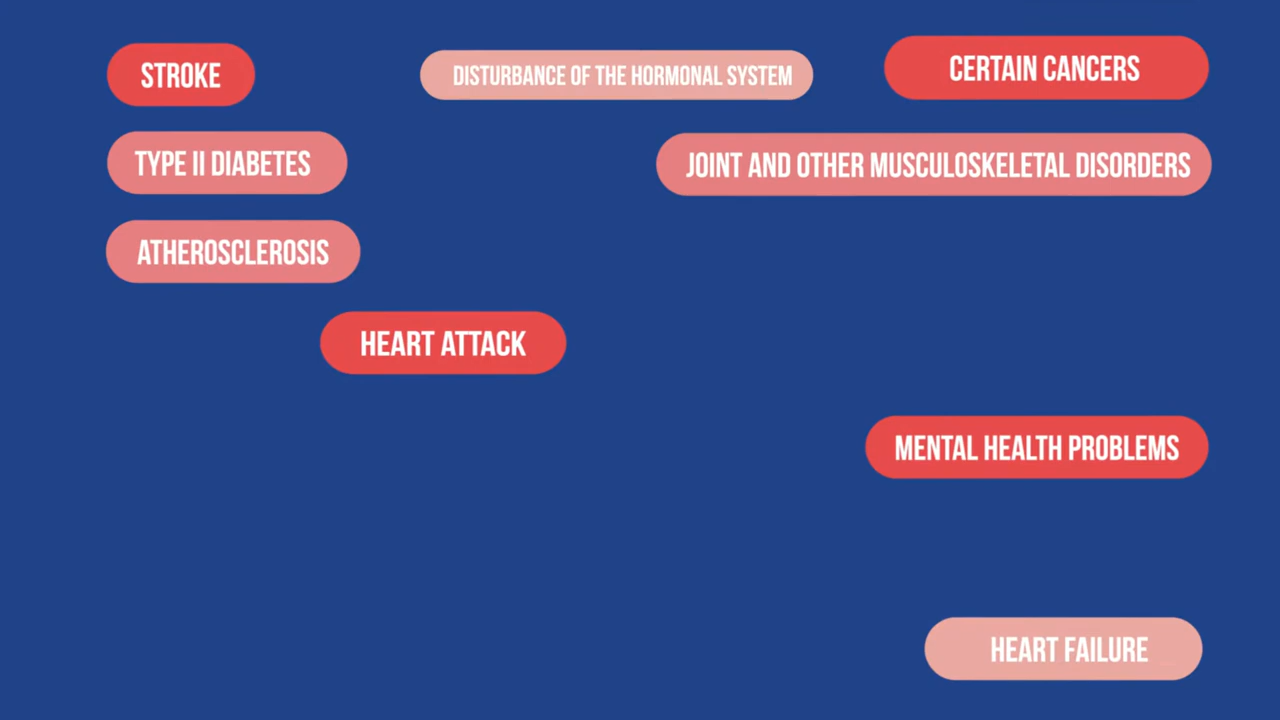 STROKE
DISTURBANCE OF THE HORMONAL SYSTEM
CERTAIN CANCERS
TYPE II DIABETES
JOINT AND OTHER MUSCULOSKELETAL DISORDERS
ATHEROSCLEROSIS
HEART ATTACK
MENTAL HEALTH PROBLEMS
HEART FAILURE